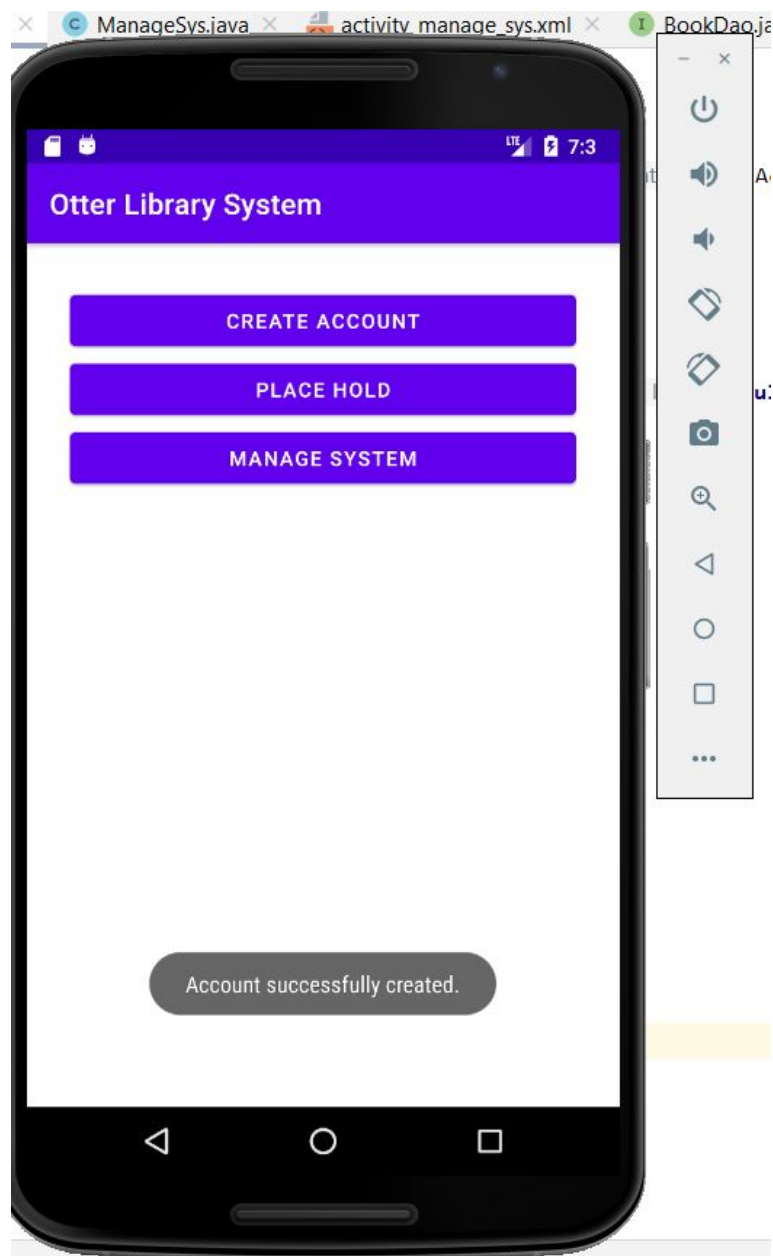 ManageSys.java
activity_manage_sys.xml
BookDao.ja
LTE
7:3
Otter Library System
CREATE ACCOUNT
PLACE HOLD
MANAGE SYSTEM
Account successfully created.